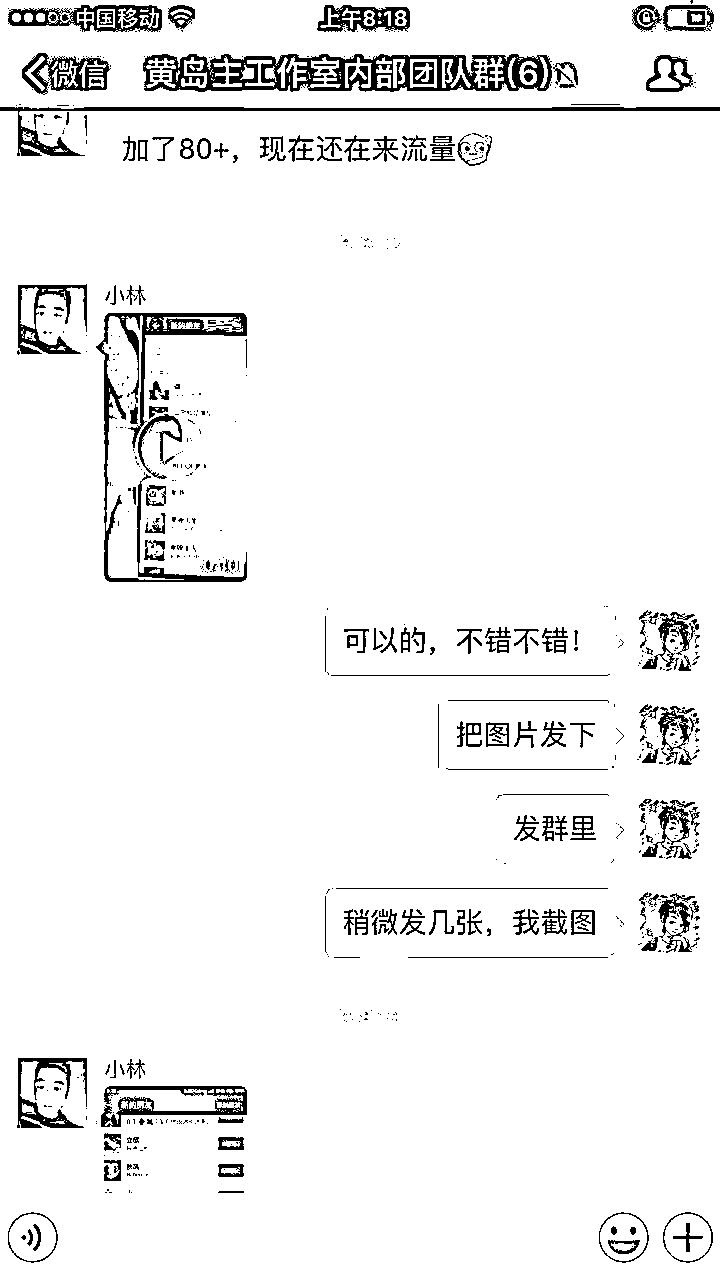 中国移动
上午8:18
微信
黄岛主工作室内部团队群(6)
加了80+，现在还在来流量
小林
可以的，不错不错！
把图片发下
发群里
稍微发几张，我截图
小林